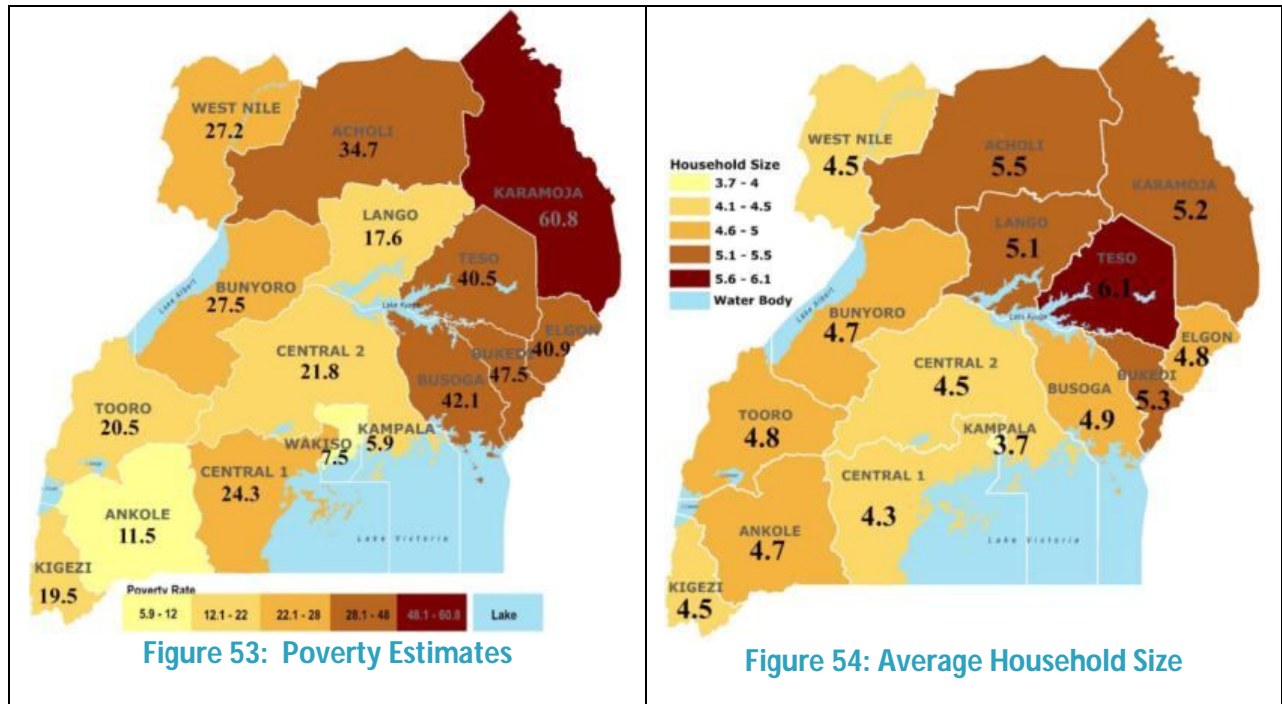 WEST NILE
27.2
ACHOLI
34.7
KARAMOJA
60.8
LANGO
17.6
TESO
40.5
Lake Albert
BUNYORO
27.5
Lake Kyoga
ELGON
40.9
BUKEDI
47.5
CENTRAL 2
21.8
BUSOGA
42.1
TOORO
20.5
WAKISO
7.5
KAMPALA
5.9
CENTRAL 1
24.3
ANKOLE
11.5
Lake Victoria
KIGEZI
19.5
Poverty Rate
5.9 - 12
12.1 - 22
22.1 - 28
28.1 - 48
48.1 - 60.8
Lake
Figure 53: Poverty Estimates
WEST NILE
4.5
ACHOLI
5.5
KARAMOJA
5.2
Household Size
3.7 - 4
4.1 - 4.5
4.6 - 5
5.1 - 5.5
5.6 - 6.1
Water Body
LANGO
5.1
TESO
6.1
Lake Albert
BUNYORO
4.7
Lake Kyoga
ELGON
4.8
CENTRAL 2
4.5
BUKEDI
5.3
BUSOGA
4.9
TOORO
4.8
KAMPALA
3.7
CENTRAL 1
4.3
ANKOLE
4.7
Lake Victoria
KIGEZI
4.5
Figure 54: Average Household Size